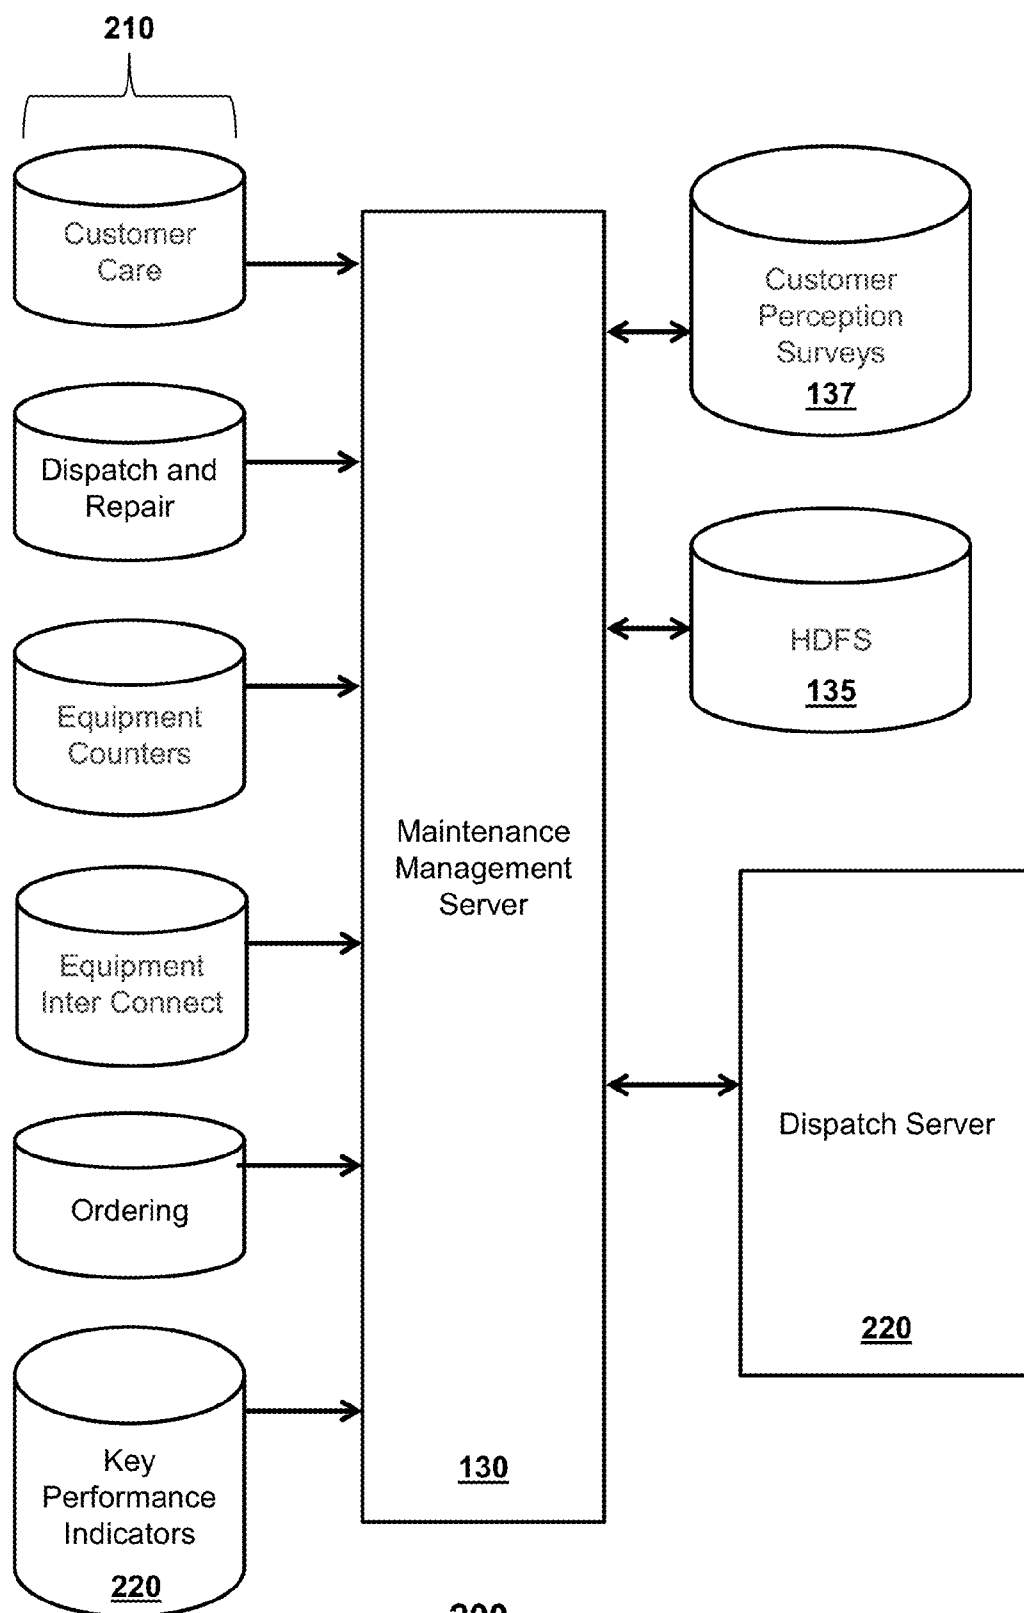 210
Customer
Care
Dispatch and
Repair
Equipment
Counters
Equipment
Inter Connect
Ordering
Key
Performance
Indicators
220
Maintenance
Management
Server
130
Customer
Perception
Surveys
137
HDFS
135
Dispatch Server
220